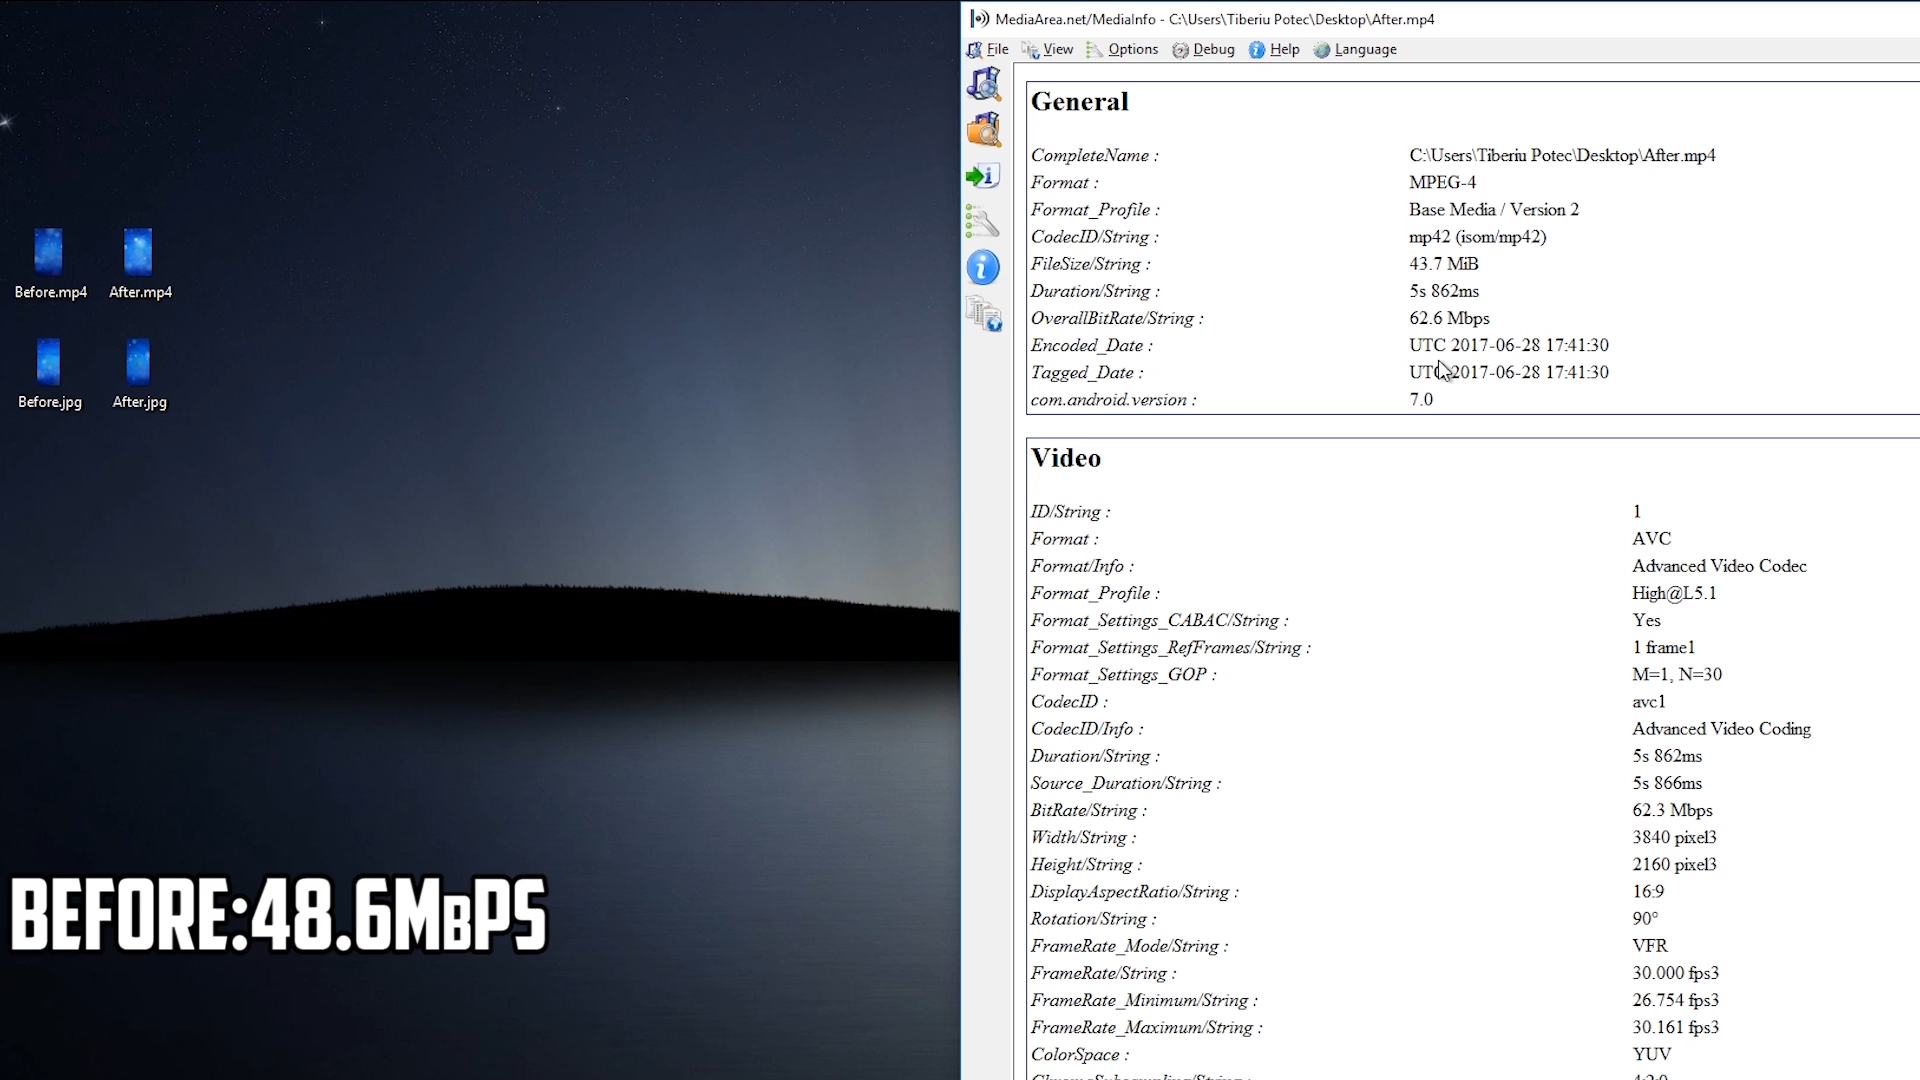 MediaArea.net/MediaInfo - C:\Users\Tiberiu Potec\Desktop\After.mp4
File View Options Debug Help Language
Before.mp4 After.mp4
Before.jpg After.jpg
BEFORE:48.6MBPS
General
CompleteName : C:\Users\Tiberiu Potec\Desktop\After.mp4
Format : MPEG-4
Format_Profile : Base Media / Version 2
CodecID/String : mp42 (isom/mp42)
FileSize/String : 43.7 MiB
Duration/String : 5s 862ms
OverallBitRate/String : 62.6 Mbps
Encoded_Date : UTC 2017-06-28 17:41:30
Tagged_Date : UTC 2017-06-28 17:41:30
com.android.version : 7.0
Video
ID/String : 1
Format : AVC
Format/Info : Advanced Video Codec
Format_Profile : High@L5.1
Format_Settings_CABAC/String : Yes
Format_Settings_RefFrames/String : 1 frame1
Format_Settings_GOP : M=1, N=30
CodecID : avc1
CodecID/Info : Advanced Video Coding
Duration/String : 5s 862ms
Source_Duration/String : 5s 866ms
BitRate/String : 62.3 Mbps
Width/String : 3840 pixel3
Height/String : 2160 pixel3
DisplayAspectRatio/String : 16:9
Rotation/String : 90°
FrameRate_Mode/String : VFR
FrameRate/String : 30.000 fps3
FrameRate_Minimum/String : 26.754 fps3
FrameRate_Maximum/String : 30.161 fps3
ColorSpace : YUV